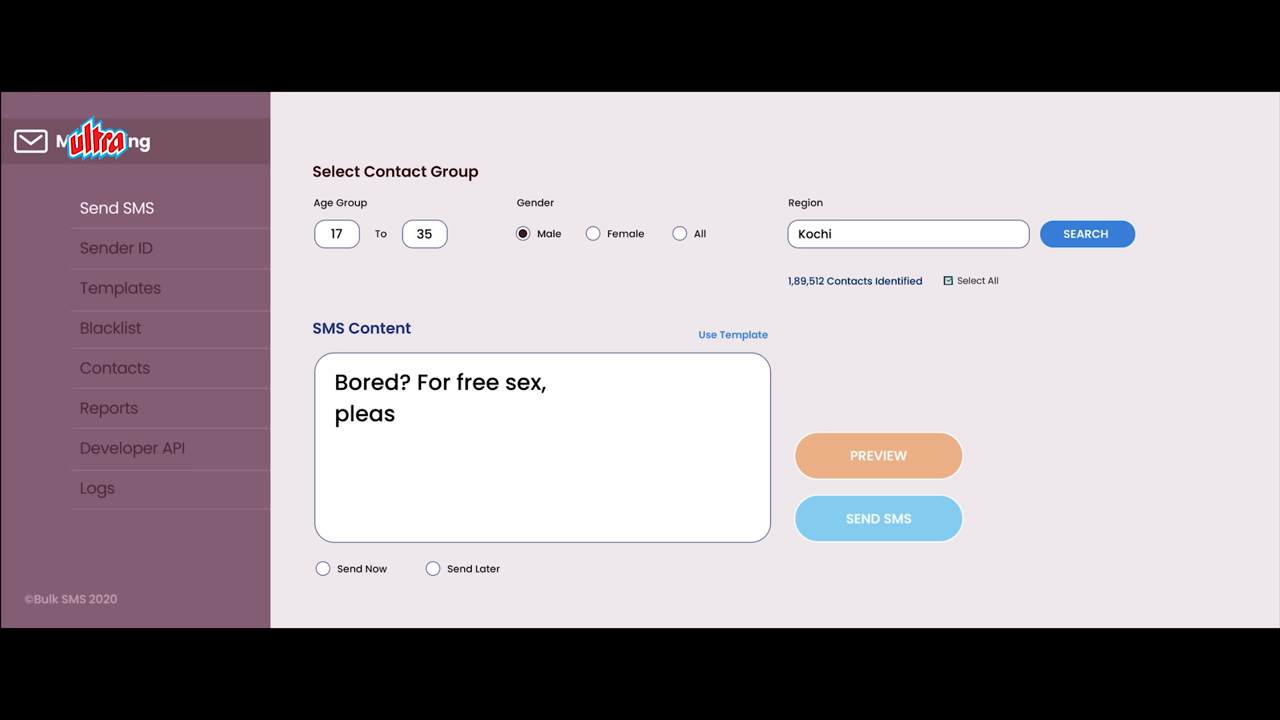 M
ultra
ng
Send SMS
Sender ID
Templates
Blacklist
Contacts
Reports
Developer API
Logs
©Bulk SMS 2020
Select Contact Group
Age Group
Gender
Region
17 To 35
Male Female All
Kochi
SEARCH
1,89,512 Contacts Identified
Select All
SMS Content
Use Template
Bored? For free sex,
pleas
PREVIEW
SEND SMS
Send Now Send Later